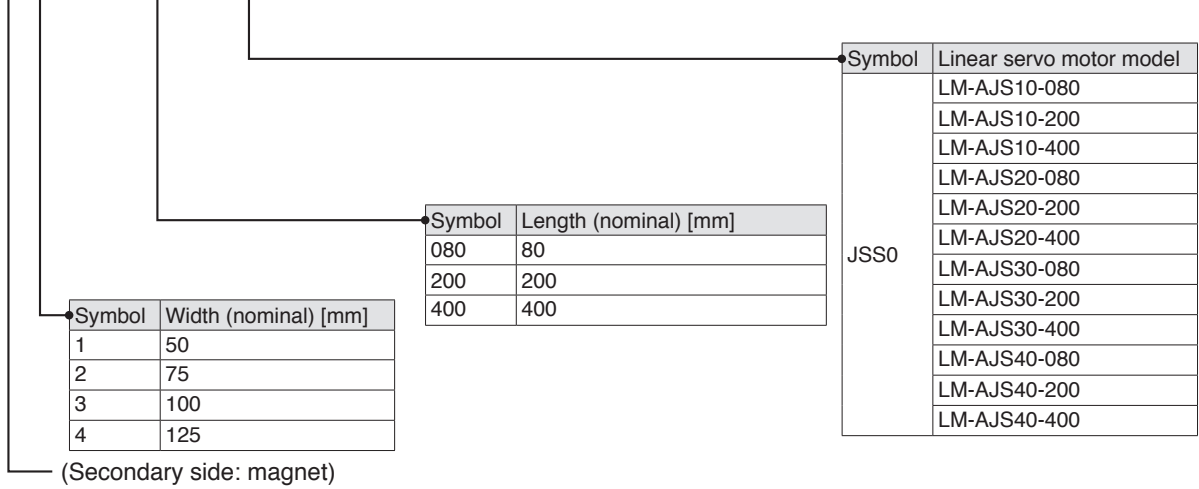 Symbol Linear servo motor model
JSS0
LM-AJS10-080
LM-AJS10-200
LM-AJS10-400
LM-AJS20-080
LM-AJS20-200
LM-AJS20-400
LM-AJS30-080
LM-AJS30-200
LM-AJS30-400
LM-AJS40-080
LM-AJS40-200
LM-AJS40-400
Symbol Length (nominal) [mm]
080 80
200 200
400 400
Symbol Width (nominal) [mm]
1 50
2 75
3 100
4 125
(Secondary side: magnet)